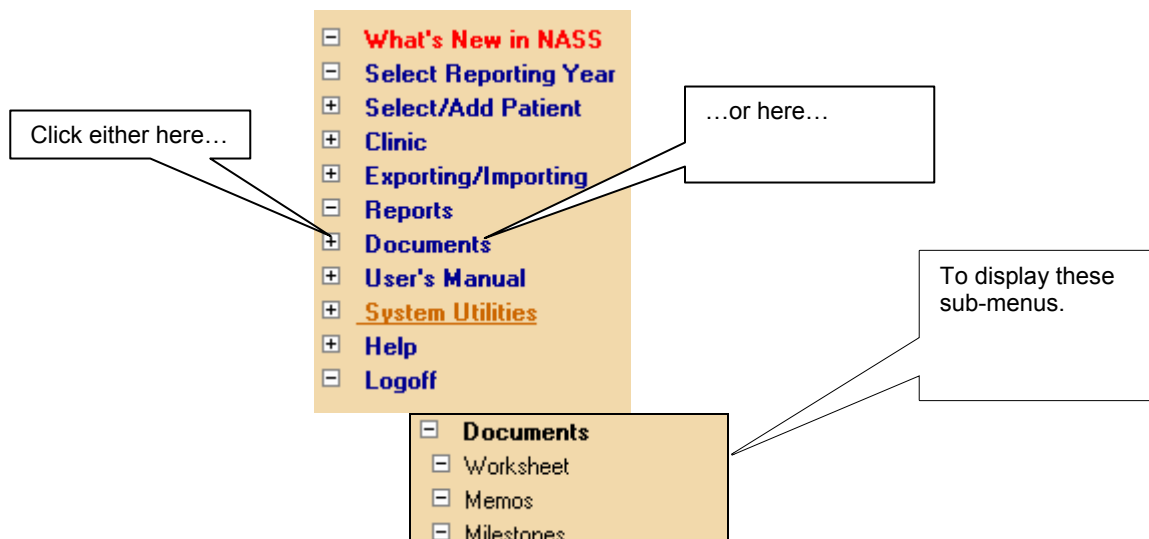 What's New in NASS
Select Reporting Year
Select/Add Patient
Clinic
Exporting/Importing
Reports
Documents
User's Manual
System Utilities
Help
Logoff
Click either here…
…or here…
To display these
sub-menus.
Documents
Worksheet
Memos
Milestones